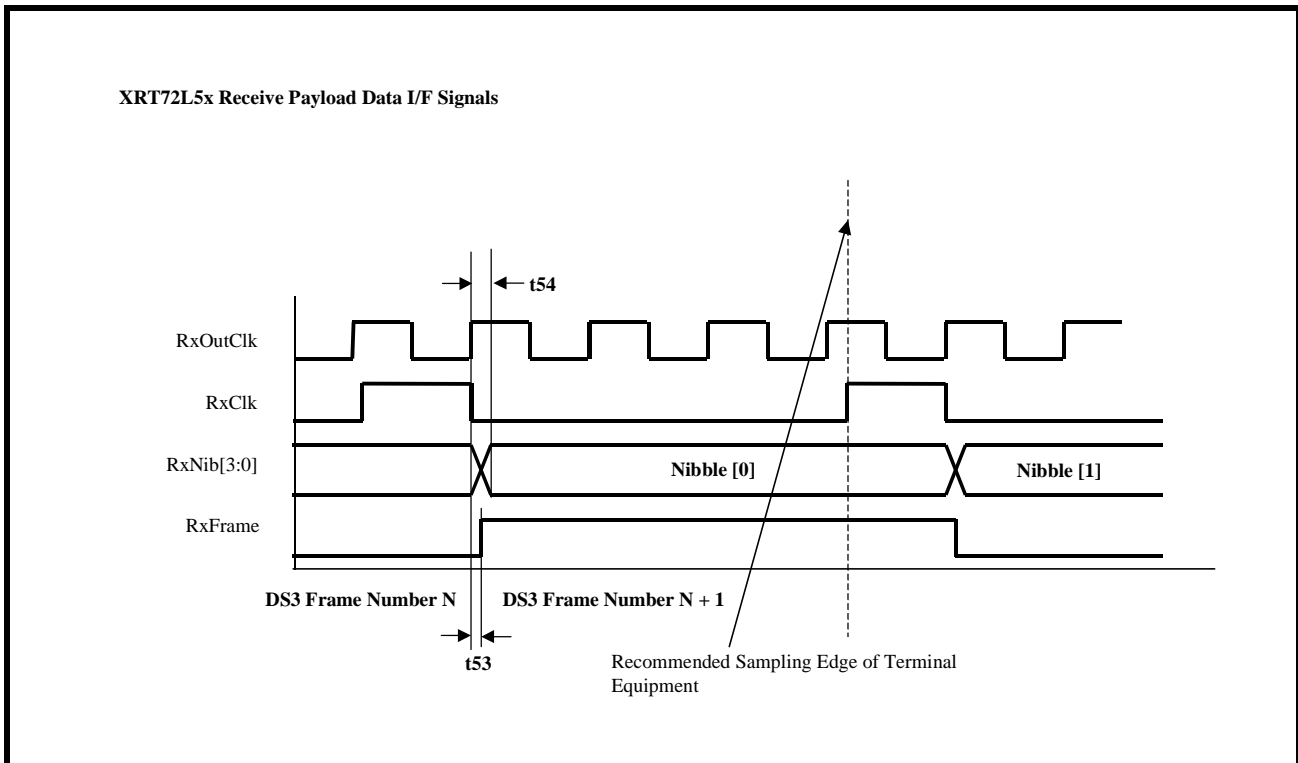 XRT72L5x Receive Payload Data I/F Signals
t54
RxOutClk
RxClk
RxNib[3:0]
Nibble [0]
Nibble [1]
RxFrame
DS3 Frame Number N
DS3 Frame Number N + 1
t53
Recommended Sampling Edge of Terminal
Equipment